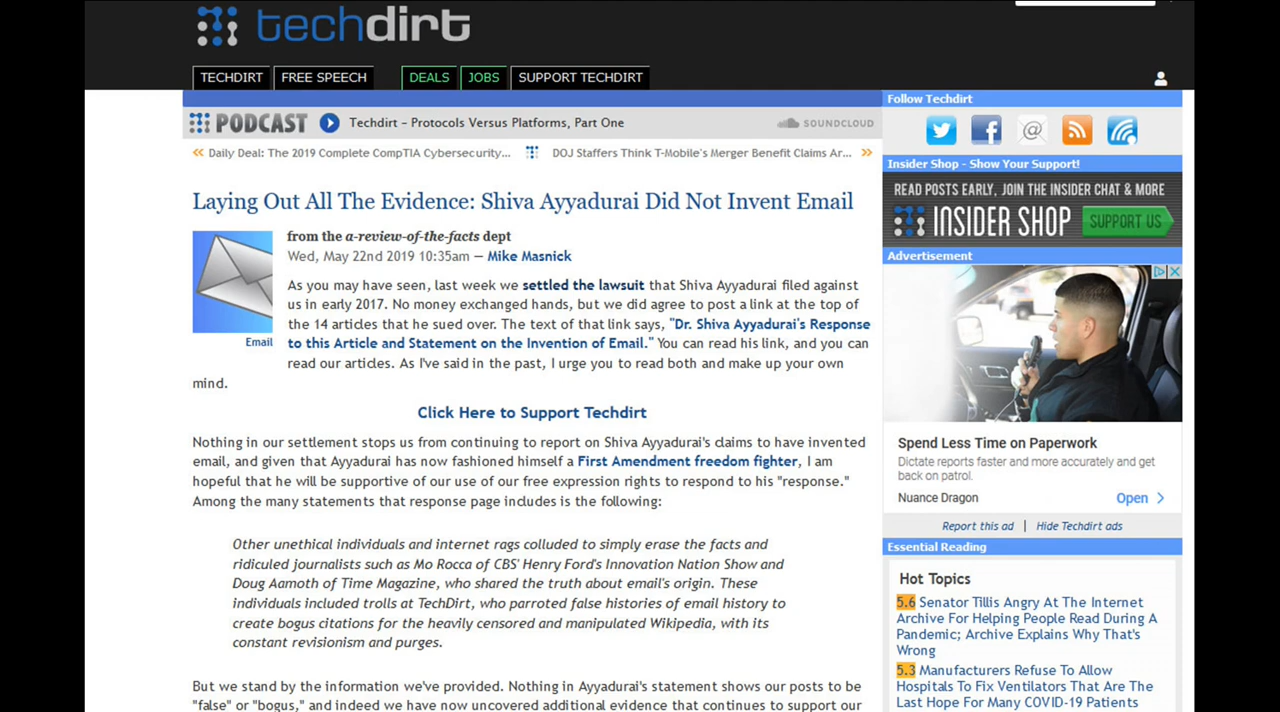 techdirt
TECHDIRT
FREE SPEECH
DEALS
JOBS
SUPPORT TECHDIRT
PODCAST
Techdirt – Protocols Versus Platforms, Part One
SOUNDCLOUD
<< Daily Deal: The 2019 Complete CompTIA Cybersecurity...
DOJ Staffers Think T-Mobile's Merger Benefit Claims Ar... >>
Laying Out All The Evidence: Shiva Ayyadurai Did Not Invent Email
Email
from the a-review-of-the-facts dept
Wed, May 22nd 2019 10:35am — Mike Masnick
As you may have seen, last week we settled the lawsuit that Shiva Ayyadurai filed against
us in early 2017. No money exchanged hands, but we did agree to post a link at the top of
the 14 articles that he sued over. The text of that link says, "Dr. Shiva Ayyadurai's Response
to this Article and Statement on the Invention of Email." You can read his link, and you can
read our articles. As I've said in the past, I urge you to read both and make up your own
mind.
Click Here to Support Techdirt
Nothing in our settlement stops us from continuing to report on Shiva Ayyadurai's claims to have invented
email, and given that Ayyadurai has now fashioned himself a First Amendment freedom fighter, I am
hopeful that he will be supportive of our use of our free expression rights to respond to his "response."
Among the many statements that response page includes is the following:
Other unethical individuals and internet rags colluded to simply erase the facts and
ridiculed journalists such as Mo Rocca of CBS' Henry Ford's Innovation Nation Show and
Doug Aamoth of Time Magazine, who shared the truth about email's origin. These
individuals included trolls at TechDirt, who parroted false histories of email history to
create bogus citations for the heavily censored and manipulated Wikipedia, with its
constant revisionism and purges.
But we stand by the information we've provided. Nothing in Ayyadurai's statement shows our posts to be
"false" or "bogus," and indeed we have now uncovered additional evidence that continues to support our
Follow Techdirt
Insider Shop - Show Your Support!
READ POSTS EARLY, JOIN THE INSIDER CHAT & MORE
INSIDER SHOP
SUPPORT US
Advertisement
Spend Less Time on Paperwork
Dictate reports faster and more accurately and get
back on patrol.
Nuance Dragon
Open >
Report this ad | Hide Techdirt ads
Essential Reading
Hot Topics
5.6 Senator Tillis Angry At The Internet
Archive For Helping People Read During A
Pandemic; Archive Explains Why That's
Wrong
5.3 Manufacturers Refuse To Allow
Hospitals To Fix Ventilators That Are The
Last Hope For Many COVID-19 Patients